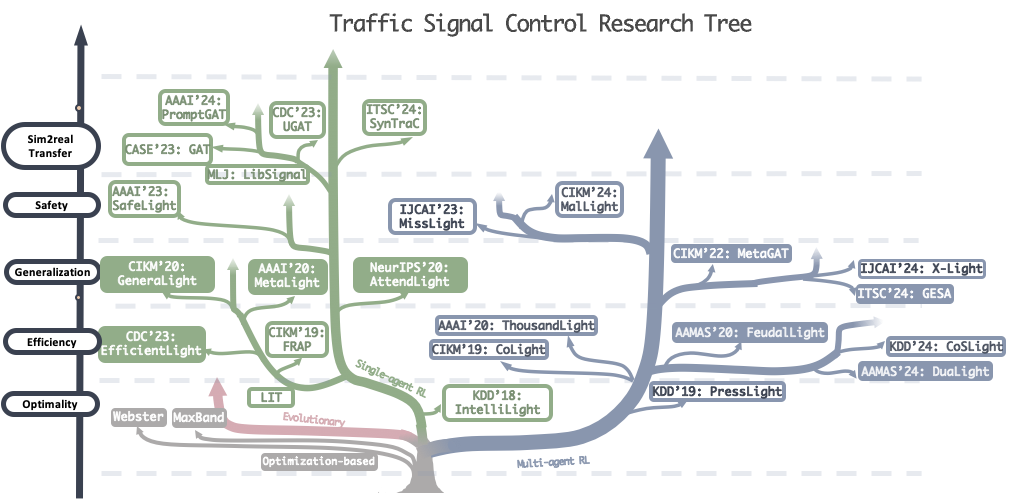 Traffic Signal Control Research Tree
Sim2real
Transfer
Safety
Generalization
Efficiency
Optimality
AAAI'24:
PromptGAT
CDC'23:
UGAT
ITSC'24:
SynTraC
CASE'23: GAT
MLJ: LibSignal
AAAI'23:
SafeLight
IJCAI'23:
MissLight
CIKM'24:
MalLight
CIKM'20:
GeneraLight
AAAI'20:
MetaLight
NeurIPS'20:
AttendLight
CIKM'22: MetaGAT
IJCAI'24: X-Light
ITSC'24: GESA
CDC'23:
EfficientLight
CIKM'19:
FRAP
AAAI'20: ThousandLight
CIKM'19: CoLight
AAMAS'20: FeudalLight
KDD'24: CoSLight
AAMAS'24: DuaLight
Single-agent RL
LIT
KDD'18:
IntelliLight
KDD'19: PressLight
Webster
MaxBand
Evolutionary
Optimization-based
Multi-agent RL